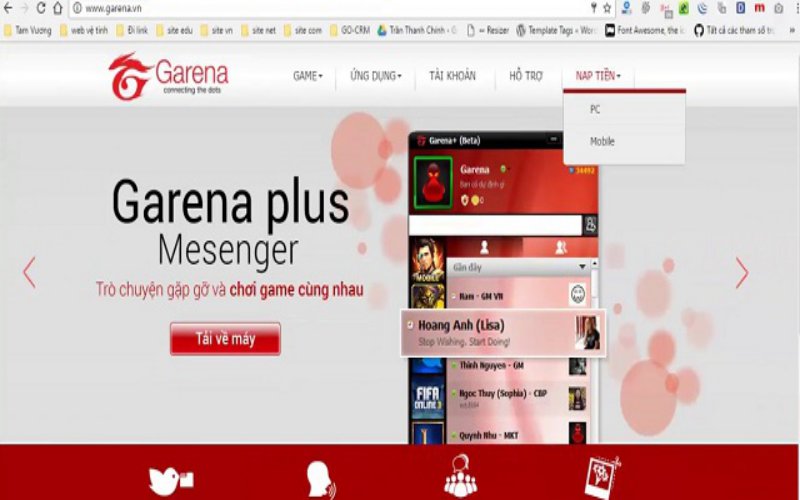 www.garena.vn
Tam Vương web vệ tinh Đi link site edu site vn site net site com GO-CRM Trần Thanh Chinh - G Resizer Template Tags « Word Font Awesome, the ic Tất cả các tham số tr
Garena
connecting the dots
GAME ỨNG DỤNG TÀI KHOẢN HỖ TRỢ NẠP TIỀN
PC
Mobile
Garena+ (Beta)
Garena
34492
Bạn có dự định gì
0
Garena plus
Mesenger
Trò chuyện gặp gỡ và chơi game cùng nhau
Tải về máy
MOBILE
Gần đây
Ram - GM VN
Hoang Anh (Lisa)
Stop Wishing. Start Doing!
Thinh Nguyen - GM
FIFA
ONLINE 3
Ngoc Thuy (Sophia) - CBP
Quynh Nhu - MKT